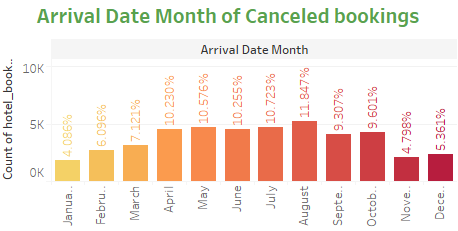 Arrival Date Month of Canceled bookings
Arrival Date Month
Count of hotel_book..
10K
5K
0K
4.086%
6.096%
7.121%
10.230%
10.576%
10.255%
10.723%
11.847%
9.307%
9.601%
4.798%
5.361%
Janua..
Febru..
March
April
May
June
July
August
Septe..
Octob..
Nove..
Dece..